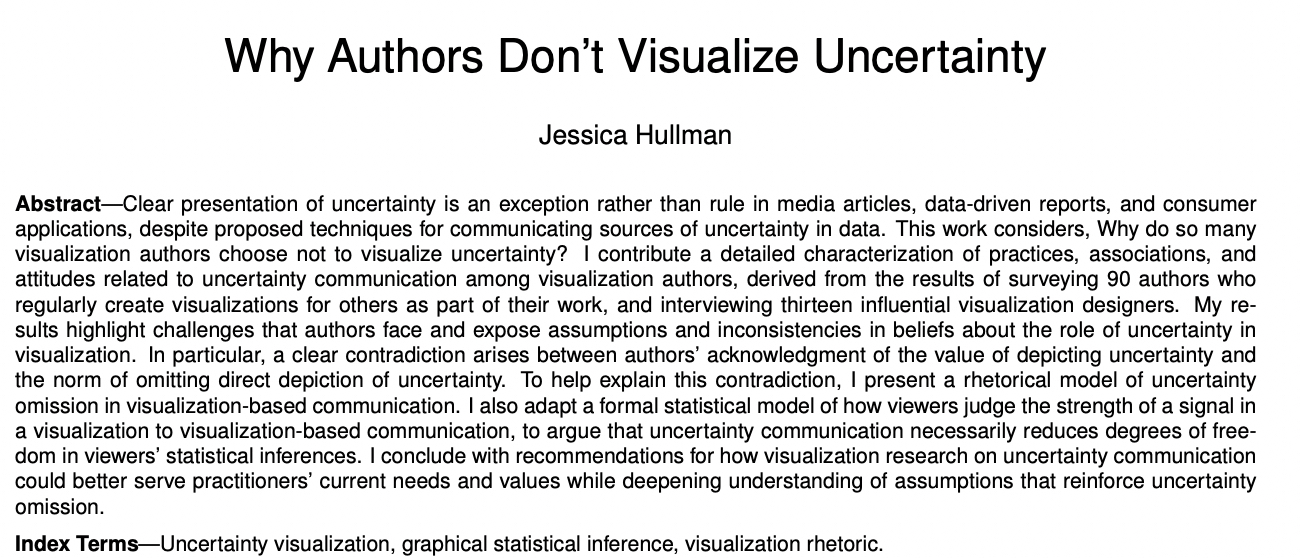 Why Authors Don't Visualize Uncertainty
Jessica Hullman
Abstract—Clear presentation of uncertainty is an exception rather than rule in media articles, data-driven reports, and consumer
applications, despite proposed techniques for communicating sources of uncertainty in data. This work considers, Why do so many
visualization authors choose not to visualize uncertainty? I contribute a detailed characterization of practices, associations, and
attitudes related to uncertainty communication among visualization authors, derived from the results of surveying 90 authors who
regularly create visualizations for others as part of their work, and interviewing thirteen influential visualization designers. My re-
sults highlight challenges that authors face and expose assumptions and inconsistencies in beliefs about the role of uncertainty in
visualization. In particular, a clear contradiction arises between authors' acknowledgment of the value of depicting uncertainty and
the norm of omitting direct depiction of uncertainty. To help explain this contradiction, I present a rhetorical model of uncertainty
omission in visualization-based communication. I also adapt a formal statistical model of how viewers judge the strength of a signal in
a visualization to visualization-based communication, to argue that uncertainty communication necessarily reduces degrees of free-
dom in viewers' statistical inferences. I conclude with recommendations for how visualization research on uncertainty communication
could better serve practitioners' current needs and values while deepening understanding of assumptions that reinforce uncertainty
omission.
Index Terms—Uncertainty visualization, graphical statistical inference, visualization rhetoric.